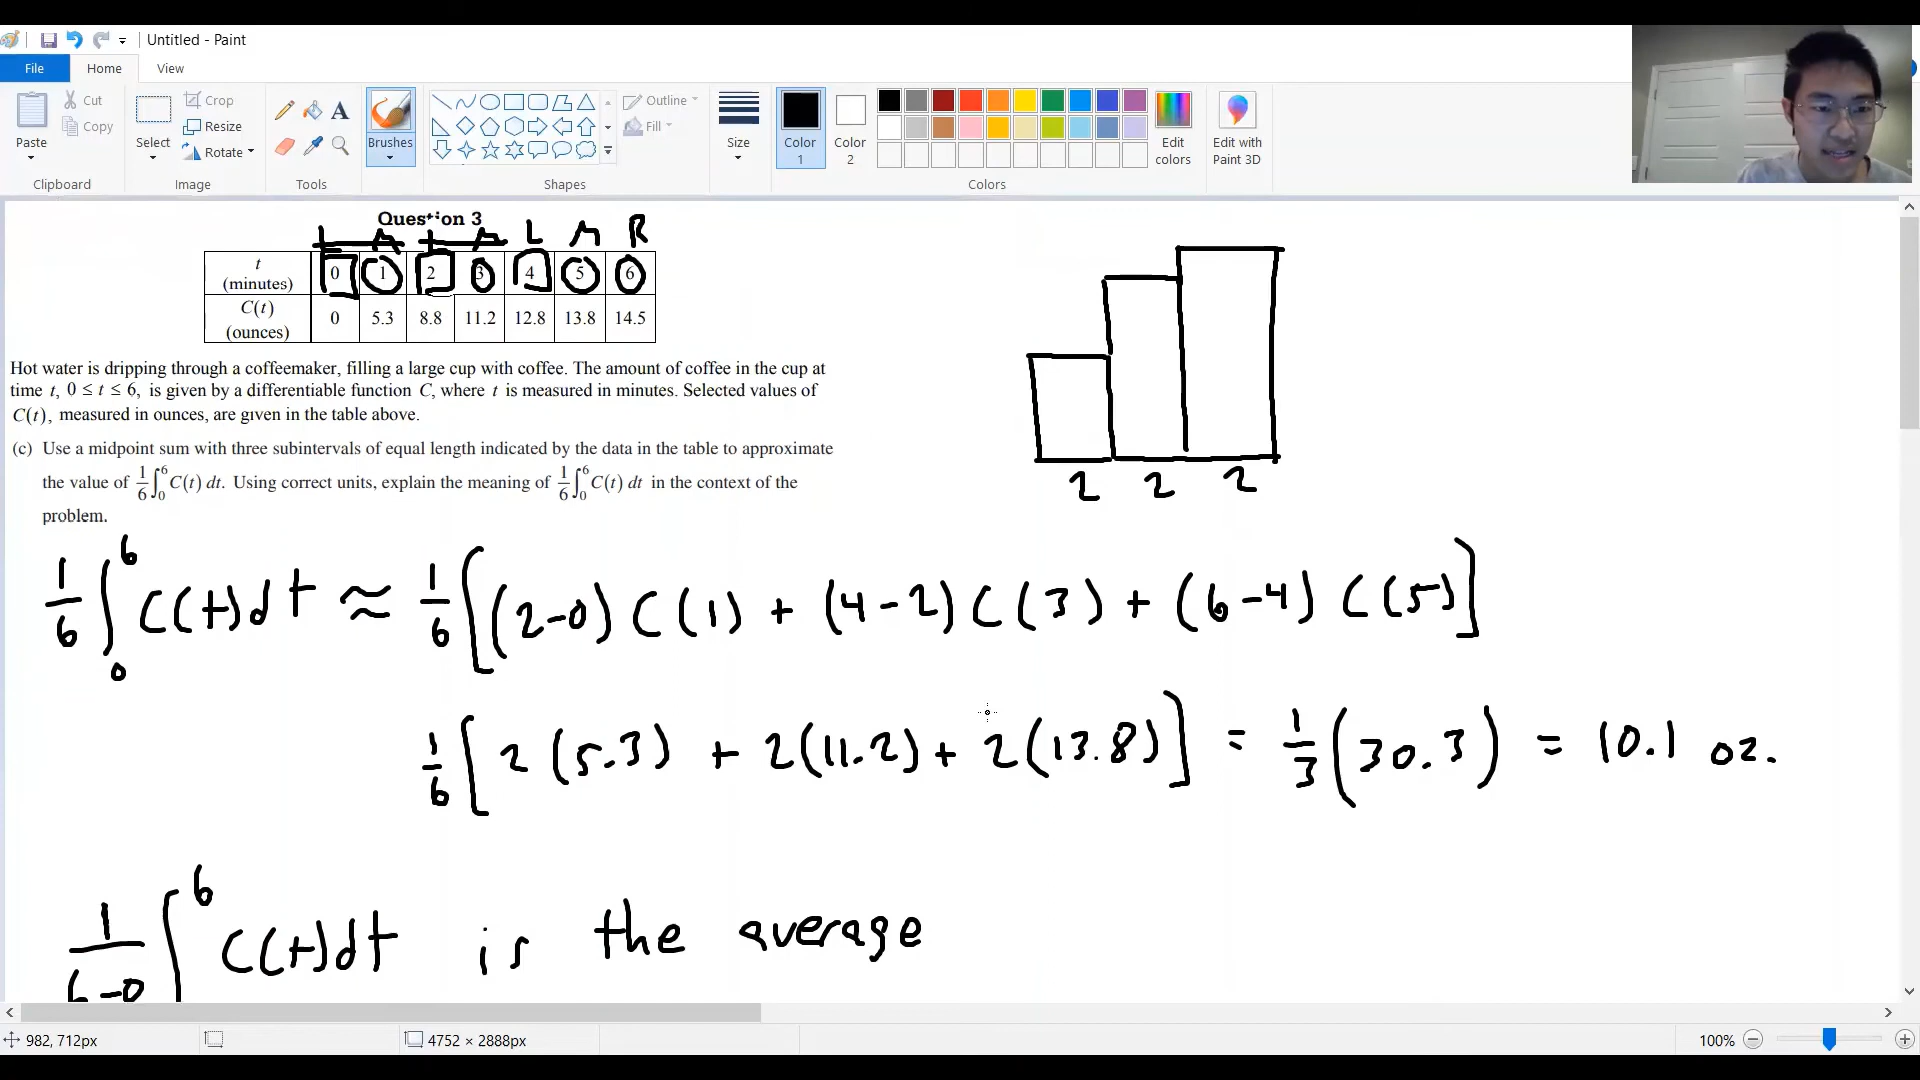 Untitled - Paint
File Home View
Paste Cut Copy Clipboard
Select Crop Resize Rotate Image
A Tools
Brushes
Outline Fill Shapes
Size
Color 1 Color 2
Edit colors Edit with Paint 3D
Colors
Question 3
L M L M L M R
t (minutes) 0 1 2 3 4 5 6
C(t) (ounces) 0 5.3 8.8 11.2 12.8 13.8 14.5
Hot water is dripping through a coffeemaker, filling a large cup with coffee. The amount of coffee in the cup at
time t, 0 ≤ t ≤ 6, is given by a differentiable function C, where t is measured in minutes. Selected values of
C(t), measured in ounces, are given in the table above.
(c) Use a midpoint sum with three subintervals of equal length indicated by the data in the table to approximate
the value of 1/6 ∫₀⁶ C(t) dt. Using correct units, explain the meaning of 1/6 ∫₀⁶ C(t) dt in the context of the
problem.
2 2 2
1/6 ∫₀⁶ C(t)dt ≈ 1/6 [(2-0) C(1) + (4-2) C(3) + (6-4) C(5)]
1/6 [2(5.3) + 2(11.2) + 2(13.8)] = 1/3 (30.3) = 10.1 oz.
1/(6-0) ∫ ⁶ C(t)dt is the average
982, 712px 4752 × 2888px 100%